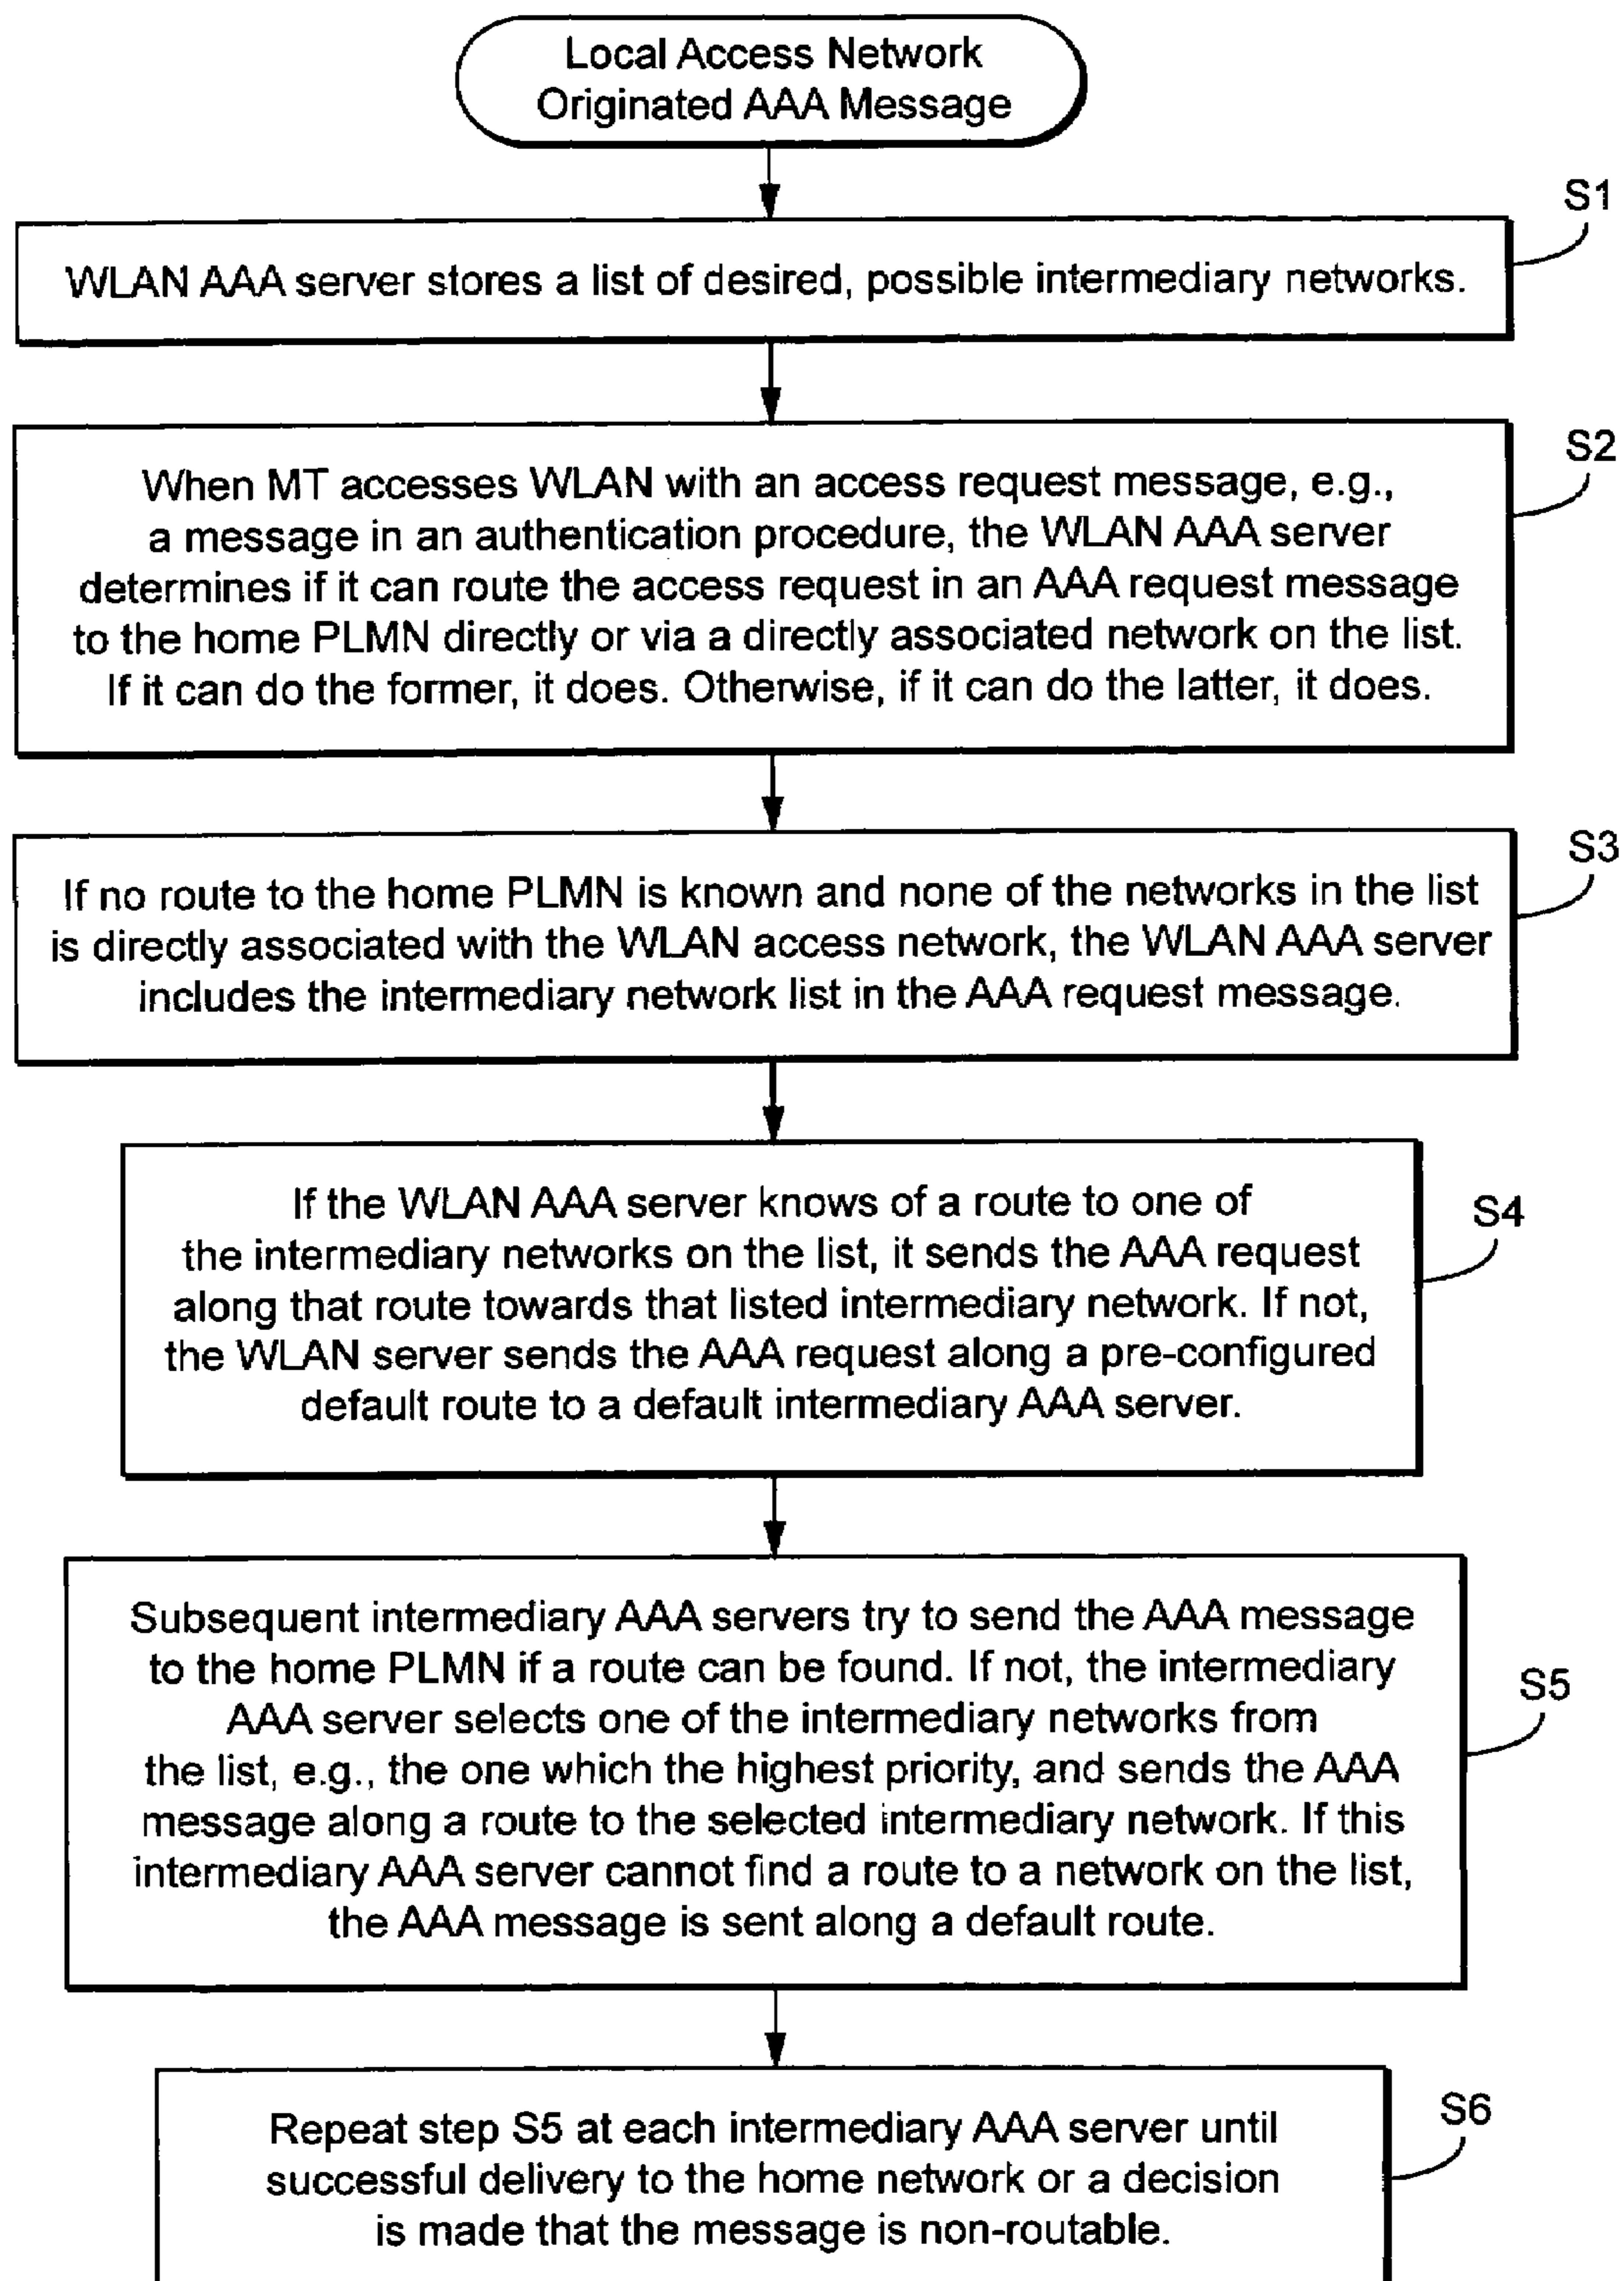 Local Access Network
Originated AAA Message
S1
WLAN AAA server stores a list of desired, possible intermediary networks.
S2
When MT accesses WLAN with an access request message, e.g.,
a message in an authentication procedure, the WLAN AAA server
determines if it can route the access request in an AAA request message
to the home PLMN directly or via a directly associated network on the list.
If it can do the former, it does. Otherwise, if it can do the latter, it does.
S3
If no route to the home PLMN is known and none of the networks in the list
is directly associated with the WLAN access network, the WLAN AAA server
includes the intermediary network list in the AAA request message.
S4
If the WLAN AAA server knows of a route to one of
the intermediary networks on the list, it sends the AAA request
along that route towards that listed intermediary network. If not,
the WLAN server sends the AAA request along a pre-configured
default route to a default intermediary AAA server.
S5
Subsequent intermediary AAA servers try to send the AAA message
to the home PLMN if a route can be found. If not, the intermediary
AAA server selects one of the intermediary networks from
the list, e.g., the one which the highest priority, and sends the AAA
message along a route to the selected intermediary network. If this
intermediary AAA server cannot find a route to a network on the list,
the AAA message is sent along a default route.
S6
Repeat step S5 at each intermediary AAA server until
successful delivery to the home network or a decision
is made that the message is non-routable.